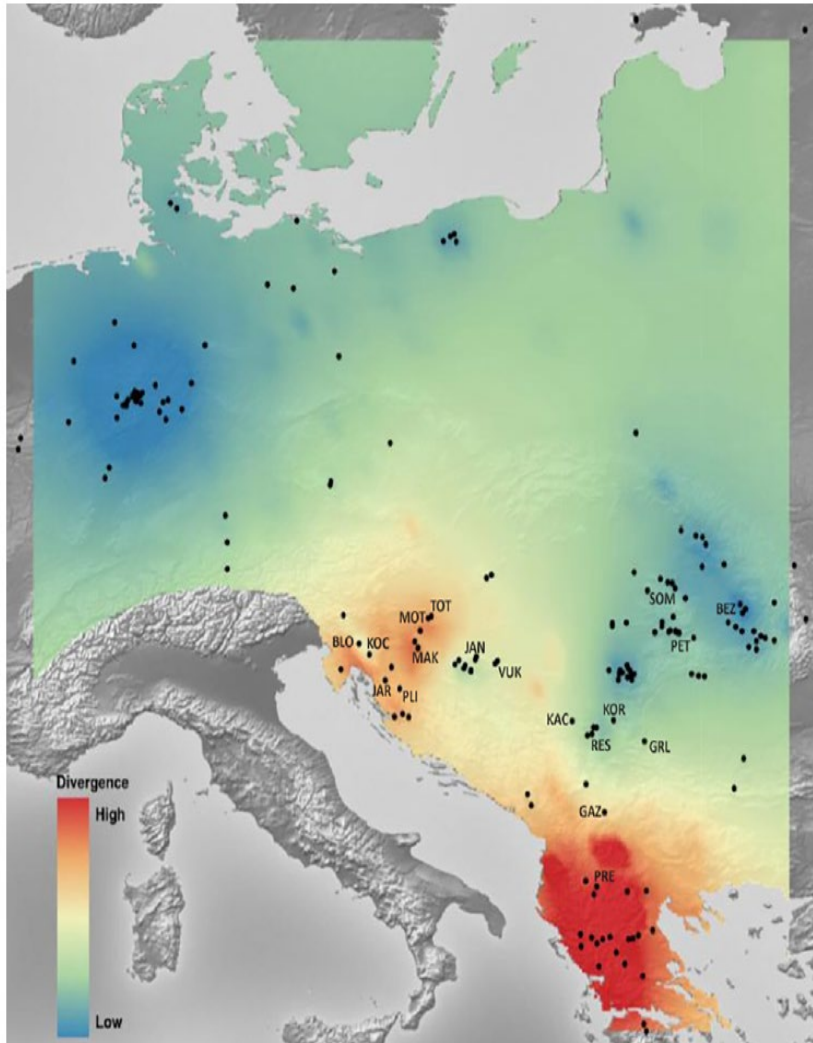 TOT
MOT
BLO
KOC
MAK
JAN
VUK
JAR
PLI
SOM
BEZ
PET
KAC
KOR
RES
GRL
GAZ
PRE
Divergence
High
Low